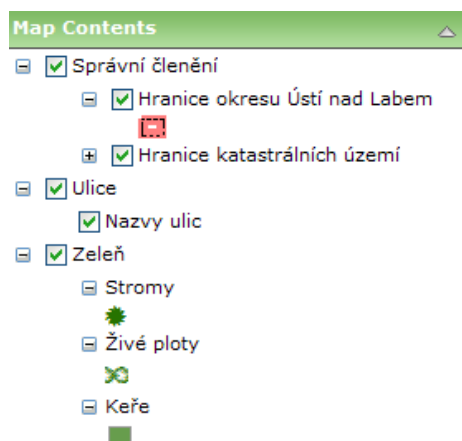 Map Contents
Správní členění
Hranice okresu Ústí nad Labem
Hranice katastrálních území
Ulice
Nazvy ulic
Zeleň
Stromy
Živé ploty
Keře